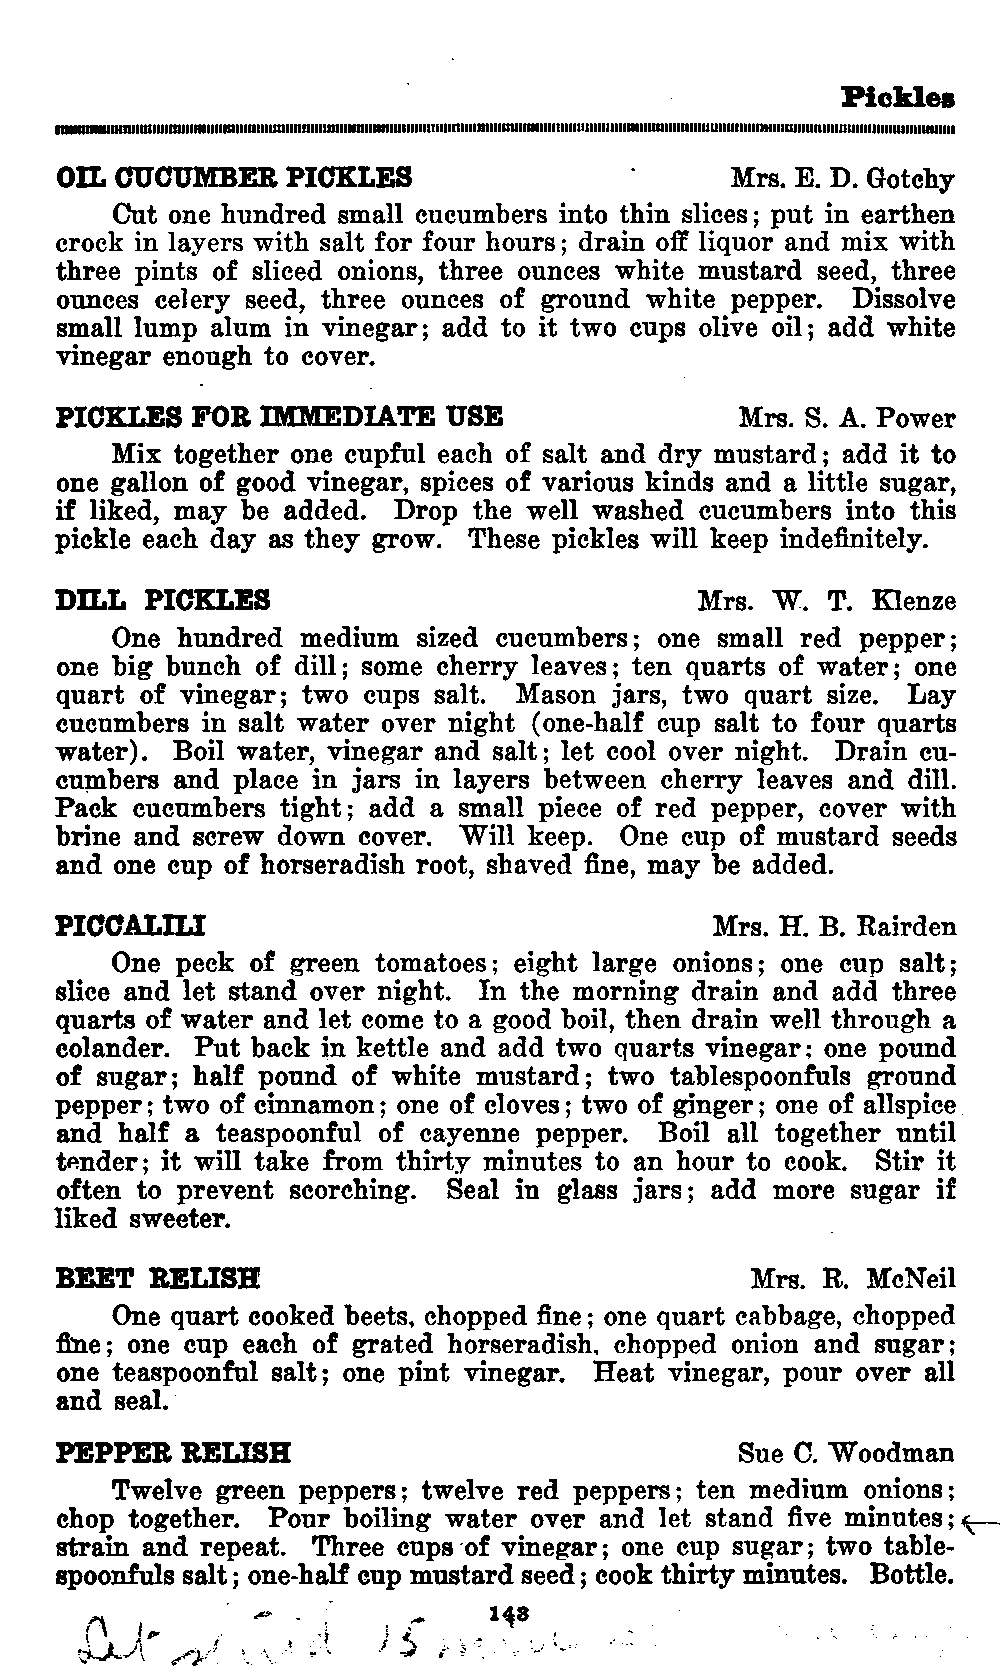 Pickles
OIL CUCUMBER PICKLES Mrs. E. D. Gotchy
Cut one hundred small cucumbers into thin slices; put in earthen
crock in layers with salt for four hours; drain off liquor and mix with
three pints of sliced onions, three ounces white mustard seed, three
ounces celery seed, three ounces of ground white pepper. Dissolve
small lump alum in vinegar; add to it two cups olive oil; add white
vinegar enough to cover.
PICKLES FOR IMMEDIATE USE Mrs. S. A. Power
Mix together one cupful each of salt and dry mustard; add it to
one gallon of good vinegar, spices of various kinds and a little sugar,
if liked, may be added. Drop the well washed cucumbers into this
pickle each day as they grow. These pickles will keep indefinitely.
DILL PICKLES Mrs. W. T. Klenze
One hundred medium sized cucumbers; one small red pepper;
one big bunch of dill; some cherry leaves; ten quarts of water; one
quart of vinegar; two cups salt. Mason jars, two quart size. Lay
cucumbers in salt water over night (one-half cup salt to four quarts
water). Boil water, vinegar and salt; let cool over night. Drain cu-
cumbers and place in jars in layers between cherry leaves and dill.
Pack cucumbers tight; add a small piece of red pepper, cover with
brine and screw down cover. Will keep. One cup of mustard seeds
and one cup of horseradish root, shaved fine, may be added.
PICCALILI Mrs. H. B. Rairden
One peck of green tomatoes; eight large onions; one cup salt;
slice and let stand over night. In the morning drain and add three
quarts of water and let come to a good boil, then drain well through a
colander. Put back in kettle and add two quarts vinegar; one pound
of sugar; half pound of white mustard; two tablespoonfuls ground
pepper; two of cinnamon; one of cloves; two of ginger; one of allspice
and half a teaspoonful of cayenne pepper. Boil all together until
tender; it will take from thirty minutes to an hour to cook. Stir it
often to prevent scorching. Seal in glass jars; add more sugar if
liked sweeter.
BEET RELISH Mrs. R. McNeil
One quart cooked beets, chopped fine; one quart cabbage, chopped
fine; one cup each of grated horseradish, chopped onion and sugar;
one teaspoonful salt; one pint vinegar. Heat vinegar, pour over all
and seal.
PEPPER RELISH Sue C. Woodman
Twelve green peppers; twelve red peppers; ten medium onions;
chop together. Pour boiling water over and let stand five minutes;
strain and repeat. Three cups of vinegar; one cup sugar; two table-
spoonfuls salt; one-half cup mustard seed; cook thirty minutes. Bottle.
143
Let stand 15